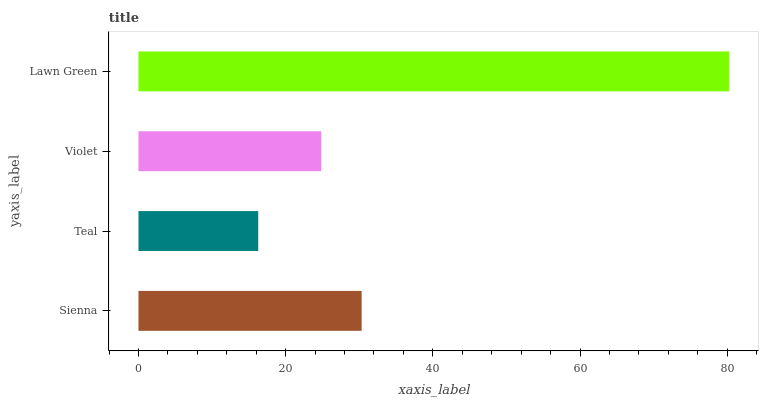 title
Lawn Green
Violet
Teal
Sienna
yaxis_label
0 20 40 60 80
xaxis_label